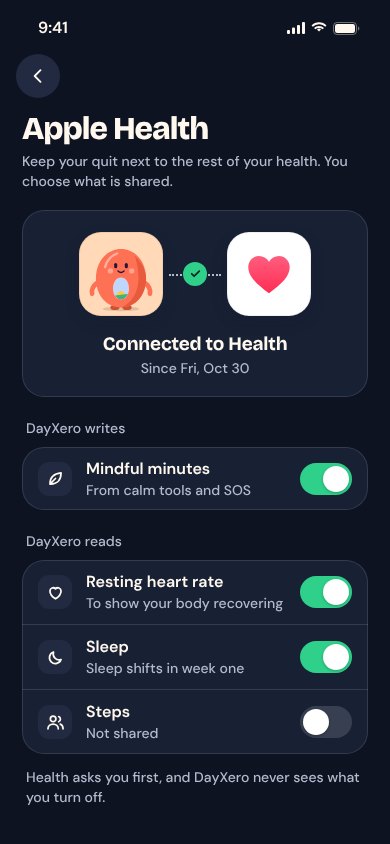 9:41
Apple Health
Keep your quit next to the rest of your health. You
choose what is shared.
Connected to Health
Since Fri, Oct 30
DayXero writes
Mindful minutes
From calm tools and SOS
DayXero reads
Resting heart rate
To show your body recovering
Sleep
Sleep shifts in week one
Steps
Not shared
Health asks you first, and DayXero never sees what
you turn off.